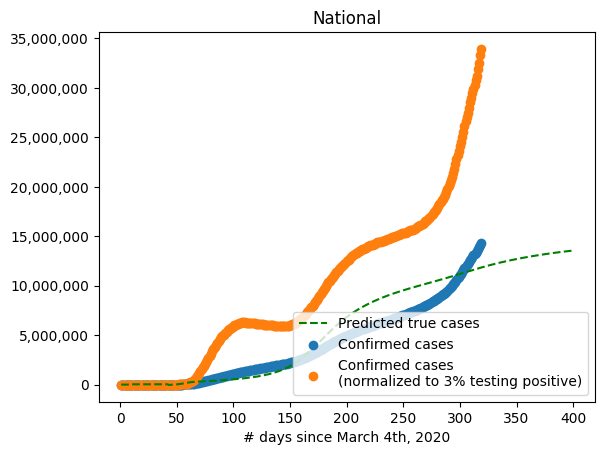 National
35,000,000
30,000,000
25,000,000
20,000,000
15,000,000
10,000,000
5,000,000
0
Predicted true cases
Confirmed cases
Confirmed cases
(normalized to 3% testing positive)
0 50 100 150 200 250 300 350 400
# days since March 4th, 2020